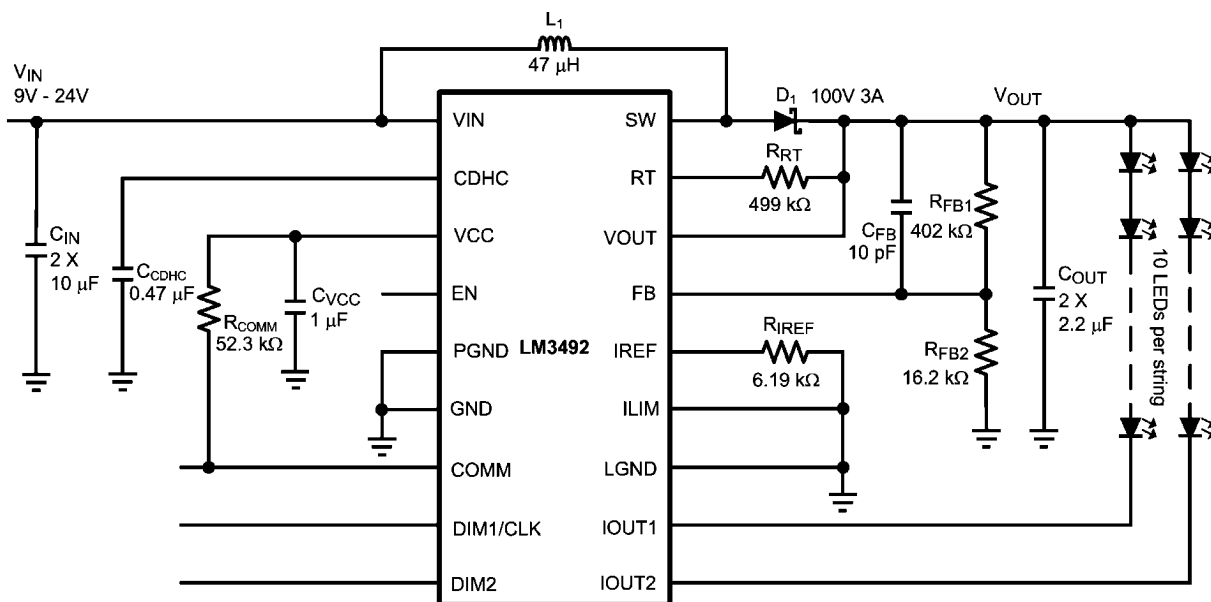 L1
47 μH
VIN
9V - 24V
D1
100V 3A
VOUT
VIN
SW
CDHC
RT
RRT
499 kΩ
VCC
VOUT
CFB
10 pF
RFB1
402 kΩ
CIN
2 X
10 μF
CCDHC
0.47 μF
RCOMM
52.3 kΩ
CVCC
1 μF
EN
FB
COUT
2 X
2.2 μF
10 LEDs per string
PGND
LM3492
IREF
RIREF
6.19 kΩ
RFB2
16.2 kΩ
GND
ILIM
COMM
LGND
DIM1/CLK
IOUT1
DIM2
IOUT2